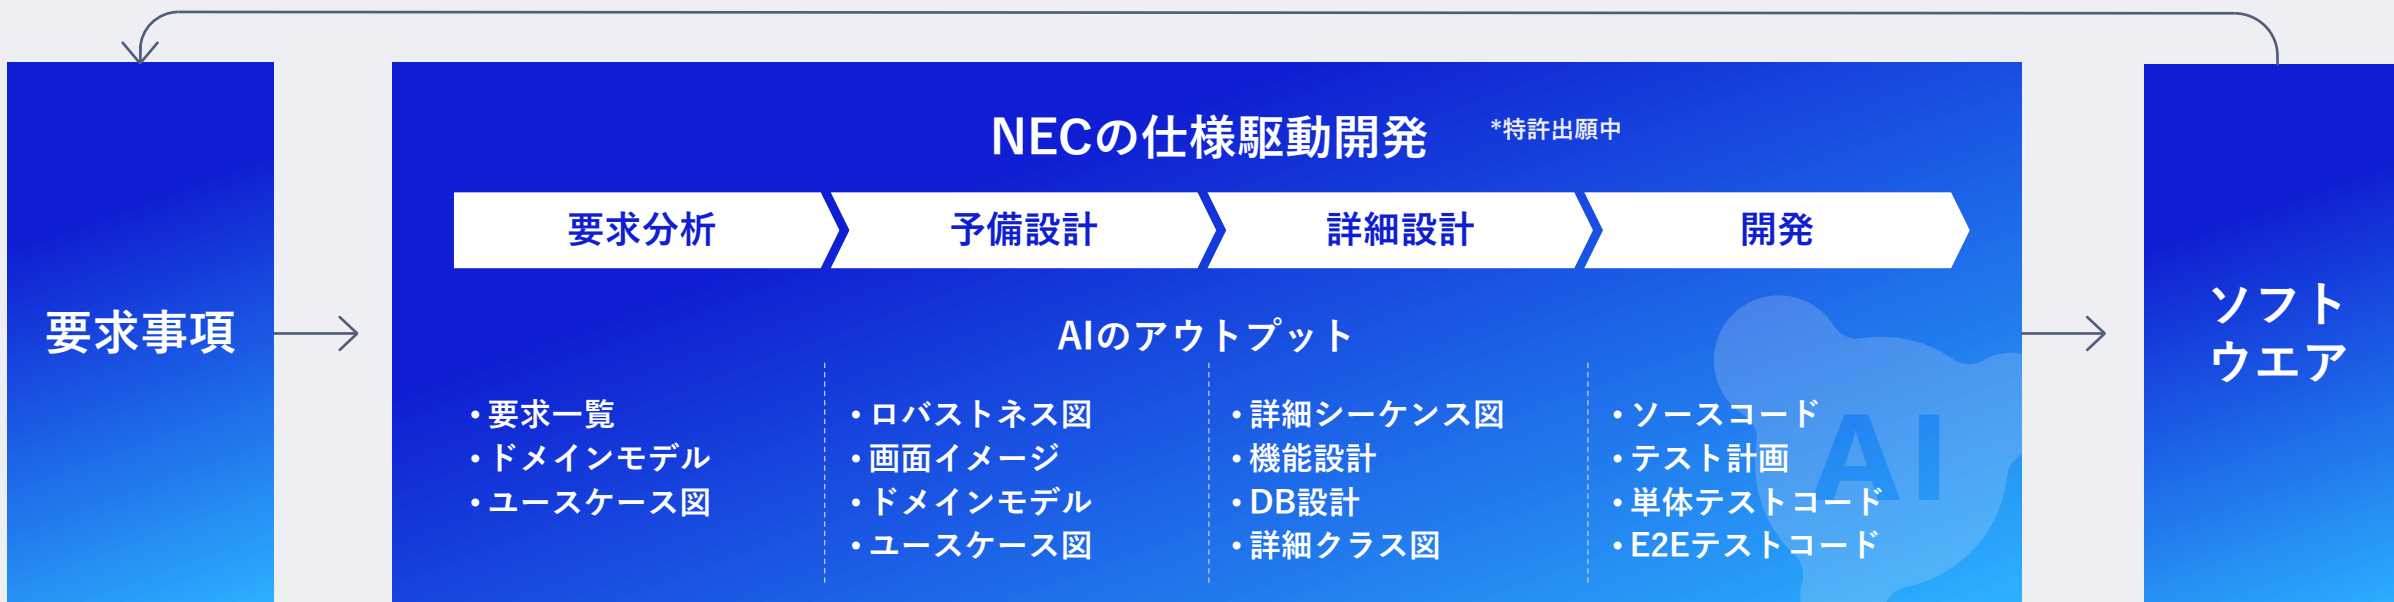 要求事項
NECの仕様駆動開発 *特許出願中
要求分析
予備設計
詳細設計
開発
AIのアウトプット
・要求一覧
・ドメインモデル
・ユースケース図
・ロバストネス図
・画面イメージ
・ドメインモデル
・ユースケース図
・詳細シーケンス図
・機能設計
・DB設計
・詳細クラス図
・ソースコード
・テスト計画
・単体テストコード
・E2Eテストコード
AI
ソフト
ウエア